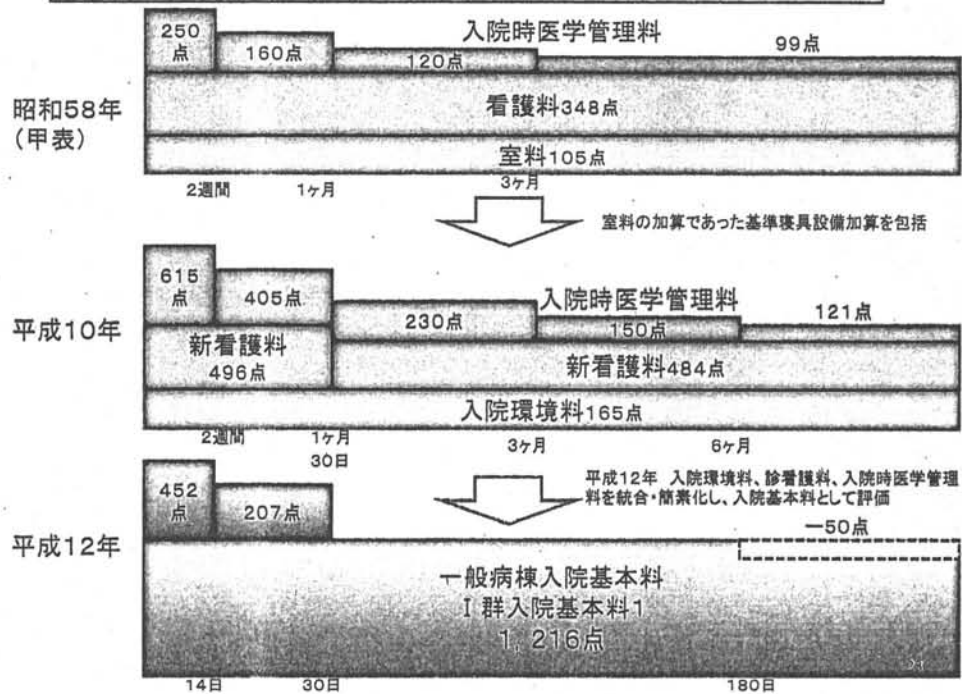 入院時医学管理料
250点
160点
120点
99点
昭和58年
(甲表)
看護料348点
室料105点
2週間
1ヶ月
3ヶ月
室料の加算であった基準寝具設備加算を包括
平成10年
615点
405点
230点
入院時医学管理料
150点
121点
新看護料
496点
新看護料484点
入院環境料165点
2週間
1ヶ月
30日
3ヶ月
6ヶ月
平成12年 入院環境料、診看護料、入院時医学管理
料を統合・簡素化し、入院基本料として評価
平成12年
452点
207点
−50点
一般病棟入院基本料
Ⅰ群入院基本料1
1,216点
14日
30日
180日